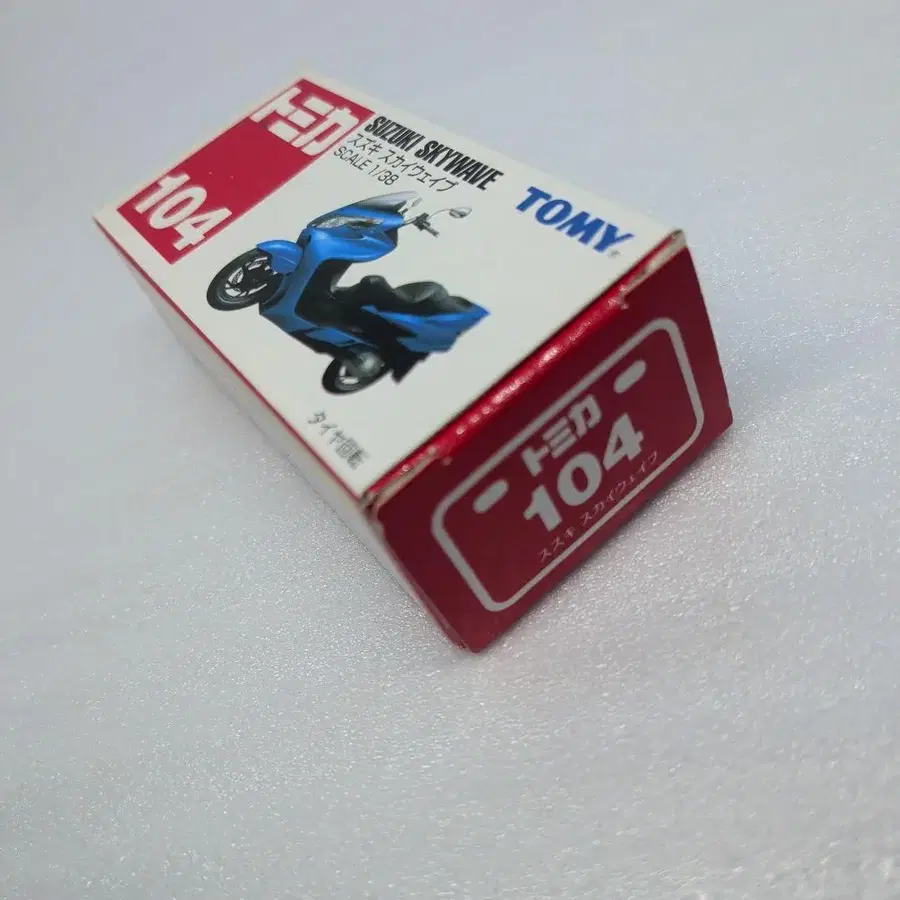 トミカ
104
SUZUKI SKYWAVE
スズキ スカイウェイブ
SCALE 1/38
TOMY®
タイヤ回転
トミカ
104
スズキ スカイウェイブ